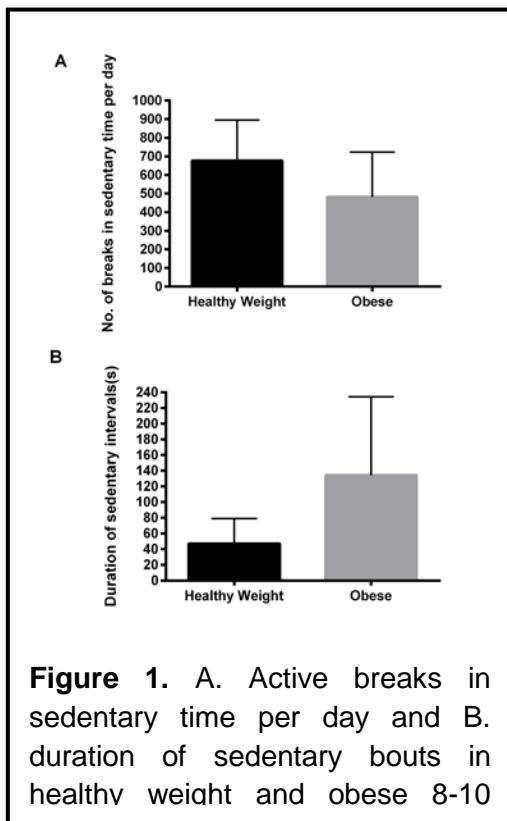 A
No. of breaks in sedentary time per day
1000
900
800
700
600
500
400
300
200
100
0
Healthy Weight
Obese
B
Duration of sedentary intervals(s)
240
220
200
180
160
140
120
100
80
60
40
20
0
Healthy Weight
Obese
Figure 1. A. Active breaks in
sedentary time per day and B.
duration of sedentary bouts in
healthy weight and obese 8-10